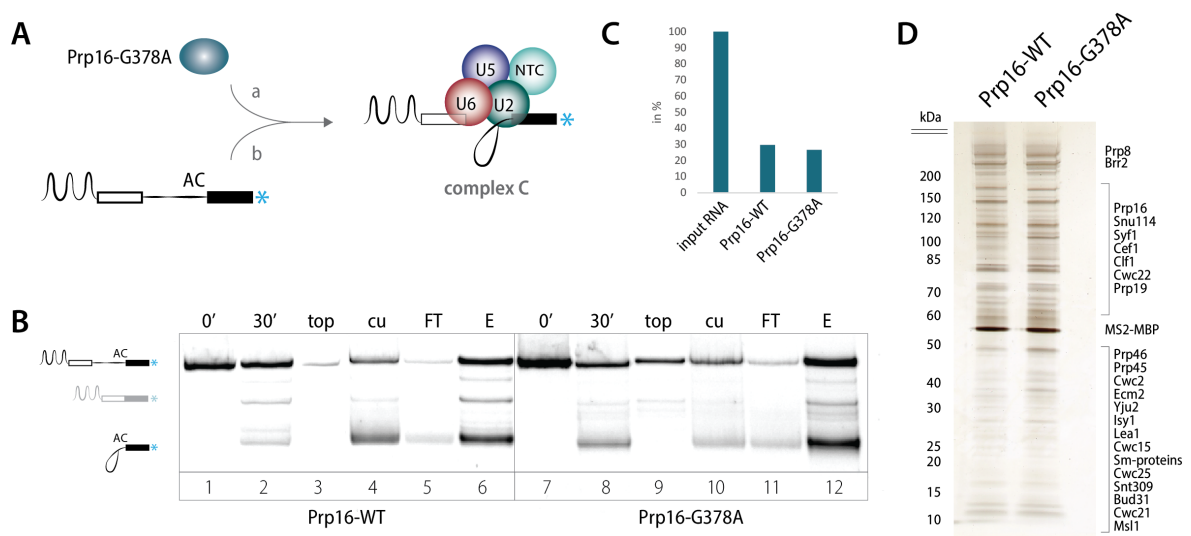 A
Prp16-G378A
a
b
AC
*
U5
NTC
U6
U2
*
complex C
C
in %
100
90
80
70
60
50
40
30
20
10
0
input RNA
Prp16-WT
Prp16-G378A
D
Prp16-WT
Prp16-G378A
kDa
200
150
120
100
85
70
60
50
40
30
25
20
15
10
Prp8
Brr2
Prp16
Snu114
Syf1
Cef1
Clf1
Cwc22
Prp19
MS2-MBP
Prp46
Prp45
Cwc2
Ecm2
Yju2
Isy1
Lea1
Cwc15
Sm-proteins
Cwc25
Snt309
Bud31
Cwc21
Msl1
B
0’ 30’ top cu FT E 0’ 30’ top cu FT E
AC
*
*
AC
*
1 2 3 4 5 6 7 8 9 10 11 12
Prp16-WT Prp16-G378A